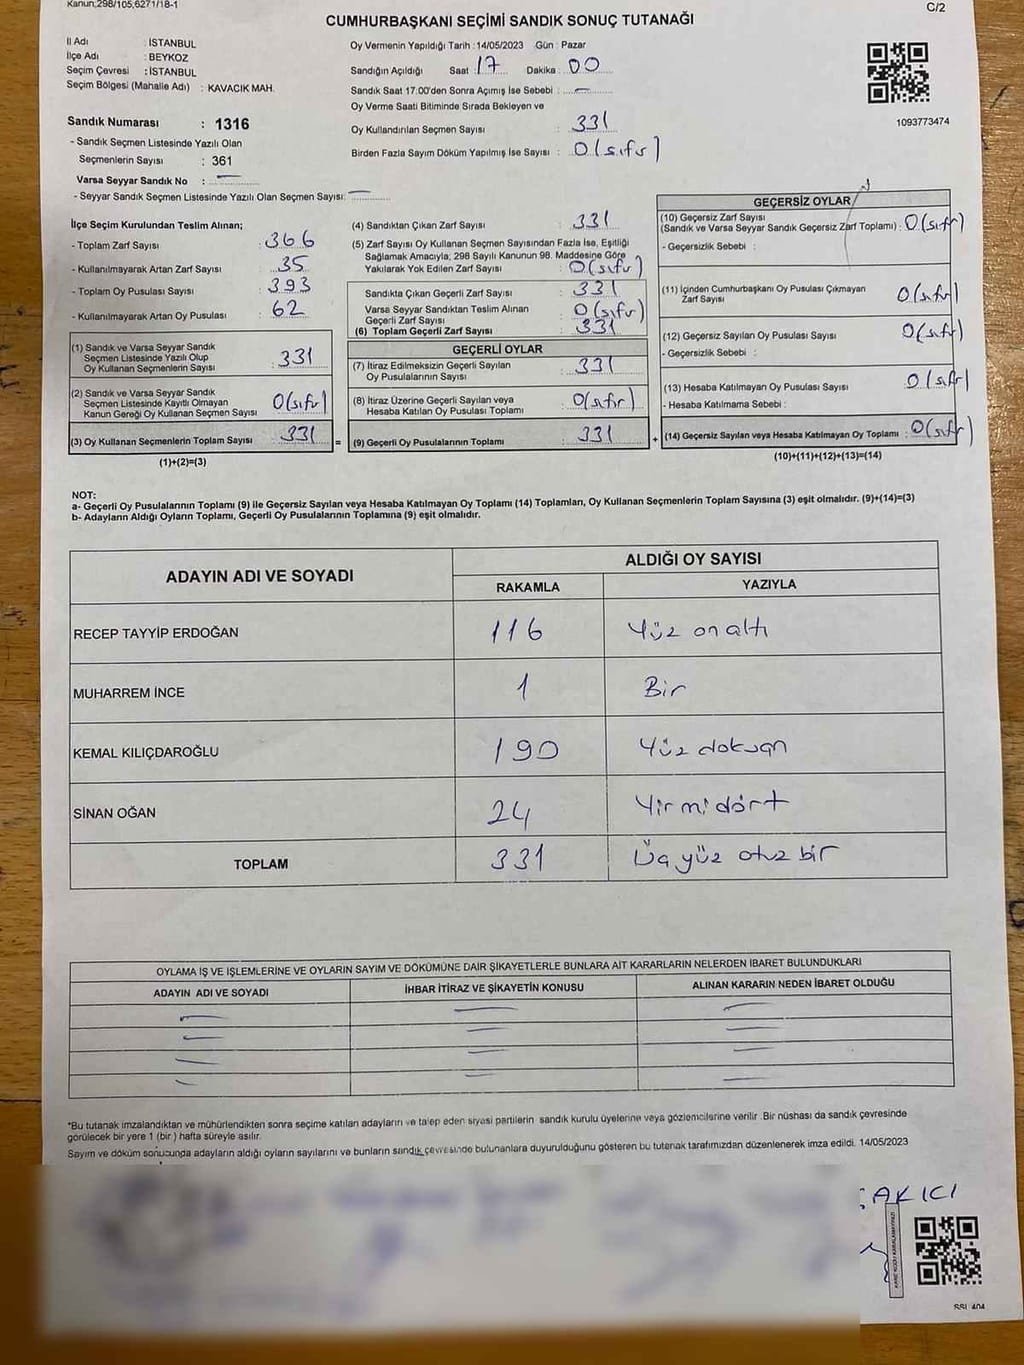 Kanun;298/105,6271/18-1
C/2
CUMHURBAŞKANI SEÇİMİ SANDIK SONUÇ TUTANAĞI
İl Adı : İSTANBUL
İlçe Adı : BEYKOZ
Seçim Çevresi : İSTANBUL
Seçim Bölgesi (Mahalle Adı) : KAVACIK MAH.
Oy Vermenin Yapıldığı Tarih : 14/05/2023 Gün : Pazar
Sandığın Açıldığı Saat : 17 Dakika : 00
Sandık Saat 17:00'den Sonra Açımış İse Sebebi : —
Oy Verme Saati Bitiminde Sırada Bekleyen ve
Oy Kullandırılan Seçmen Sayısı : 331
Birden Fazla Sayım Döküm Yapılmış İse Sayısı : 0(sıfır)
1093773474
Sandık Numarası : 1316
- Sandık Seçmen Listesinde Yazılı Olan
Seçmenlerin Sayısı : 361
Varsa Seyyar Sandık No : —
- Seyyar Sandık Seçmen Listesinde Yazılı Olan Seçmen Sayısı: —
İlçe Seçim Kurulundan Teslim Alınan;
- Toplam Zarf Sayısı : 366
- Kullanılmayarak Artan Zarf Sayısı : 35
- Toplam Oy Pusulası Sayısı : 393
- Kullanılmayarak Artan Oy Pusulası : 62
(1) Sandık ve Varsa Seyyar Sandık
Seçmen Listesinde Yazılı Olup
Oy Kullanan Seçmenlerin Sayısı : 331
(2) Sandık ve Varsa Seyyar Sandık
Seçmen Listesinde Kayıtlı Olmayan
Kanun Gereği Oy Kullanan Seçmen Sayısı 0(sıfır)
(3) Oy Kullanan Seçmenlerin Toplam Sayısı : 331
(1)+(2)=(3)
(4) Sandıktan Çıkan Zarf Sayısı : 331
(5) Zarf Sayısı Oy Kullanan Seçmen Sayısından Fazla İse, Eşitliği
Sağlamak Amacıyla, 298 Sayılı Kanunun 98. Maddesine Göre
Yakılarak Yok Edilen Zarf Sayısı : 0(sıfır)
Sandıkta Çıkan Geçerli Zarf Sayısı : 331
Varsa Seyyar Sandıktan Teslim Alınan
Geçerli Zarf Sayısı : 0(sıfır)
(6) Toplam Geçerli Zarf Sayısı : 331
GEÇERLİ OYLAR
(7) İtiraz Edilmeksizin Geçerli Sayılan
Oy Pusulalarının Sayısı : 331
(8) İtiraz Üzerine Geçerli Sayılan veya
Hesaba Katılan Oy Pusulası Toplamı : 0(sıfır)
= (9) Geçerli Oy Pusulalarının Toplamı : 331 +
GEÇERSİZ OYLAR
(10) Geçersiz Zarf Sayısı
(Sandık ve Varsa Seyyar Sandık Geçersiz Zarf Toplamı) : 0(sıfır)
- Geçersizlik Sebebi :
(11) İçinden Cumhurbaşkanı Oy Pusulası Çıkmayan
Zarf Sayısı 0(sıfır)
(12) Geçersiz Sayılan Oy Pusulası Sayısı 0(sıfır)
- Geçersizlik Sebebi :
(13) Hesaba Katılmayan Oy Pusulası Sayısı 0(sıfır)
- Hesaba Katılmama Sebebi :
(14) Geçersiz Sayılan veya Hesaba Katılmayan Oy Toplamı : 0(sıfır)
(10)+(11)+(12)+(13)=(14)
NOT:
a- Geçerli Oy Pusulalarının Toplamı (9) ile Geçersiz Sayılan veya Hesaba Katılmayan Oy Toplamı (14) Toplamları, Oy Kullanan Seçmenlerin Toplam Sayısına (3) eşit olmalıdır. (9)+(14)=(3)
b- Adayların Aldığı Oyların Toplamı, Geçerli Oy Pusulalarının Toplamına (9) eşit olmalıdır.
ADAYIN ADI VE SOYADI
ALDIĞI OY SAYISI
RAKAMLA YAZIYLA
RECEP TAYYİP ERDOĞAN 116 Yüz onaltı
MUHARREM İNCE 1 Bir
KEMAL KILIÇDAROĞLU 190 Yüz doksan
SİNAN OĞAN 24 Yirmi dört
TOPLAM 331 Üçyüz otuz bir
OYLAMA İŞ VE İŞLEMLERİNE VE OYLARIN SAYIM VE DÖKÜMÜNE DAİR ŞİKAYETLERLE BUNLARA AİT KARARLARIN NELERDEN İBARET BULUNDUKLARI
ADAYIN ADI VE SOYADI İHBAR İTİRAZ VE ŞİKAYETİN KONUSU ALINAN KARARIN NEDEN İBARET OLDUĞU
*Bu tutanak imzalandıktan ve mühürlendikten sonra seçime katılan adayların ve talep eden siyasi partilerin sandık kurulu üyelerine veya gözlemcilerine verilir. Bir nüshası da sandık çevresinde
görülecek bir yere 1 (bir) hafta süreyle asılır.
Sayım ve döküm sonucunda adayların aldığı oyların sayılarını ve bunların sandık çevresinde bulunanlara duyurulduğunu gösteren bu tutanak tarafımızdan düzenlenerek imza edildi. 14/05/2023
AKICI